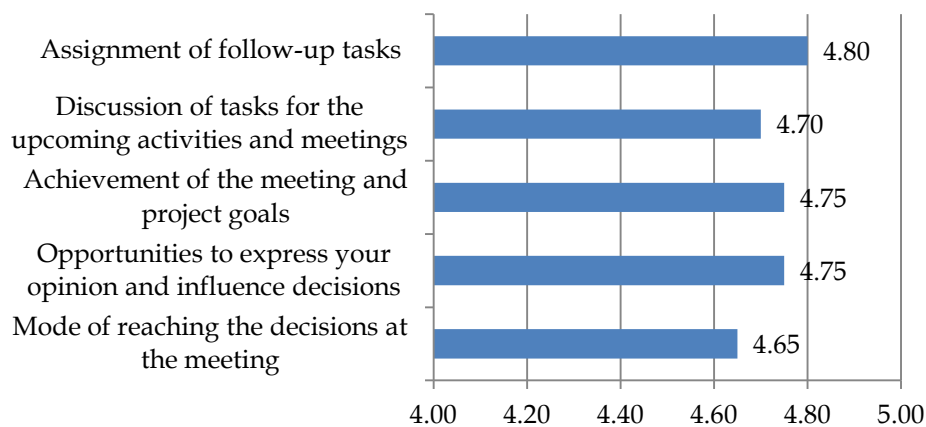 Assignment of follow-up tasks
4.80
Discussion of tasks for the
upcoming activities and meetings
4.70
Achievement of the meeting and
project goals
4.75
Opportunities to express your
opinion and influence decisions
4.75
Mode of reaching the decisions at
the meeting
4.65
4.00 4.20 4.40 4.60 4.80 5.00